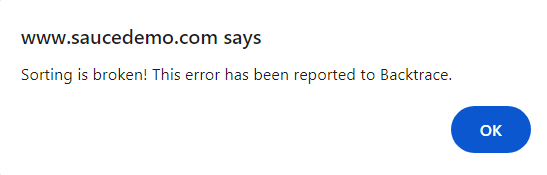 www.saucedemo.com says
Sorting is broken! This error has been reported to Backtrace.
OK